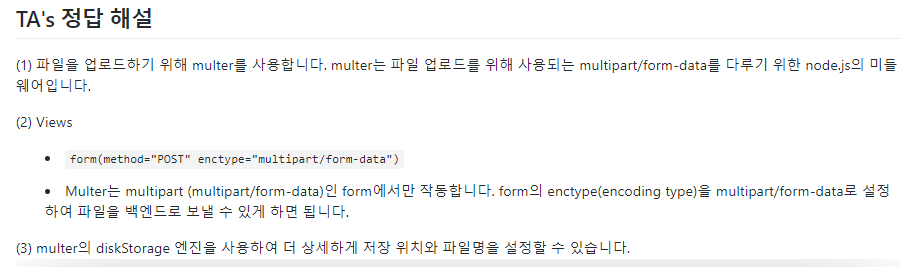 TA's 정답 해설
(1) 파일을 업로드하기 위해 multer를 사용합니다. multer는 파일 업로드를 위해 사용되는 multipart/form-data를 다루기 위한 node.js의 미들
웨어입니다.
(2) Views
form(method="POST" enctype="multipart/form-data")
Multer는 multipart (multipart/form-data)인 form에서만 작동합니다. form의 enctype(encoding type)을 multipart/form-data로 설정
하여 파일을 백엔드로 보낼 수 있게 하면 됩니다.
(3) multer의 diskStorage 엔진을 사용하여 더 상세하게 저장 위치와 파일명을 설정할 수 있습니다.